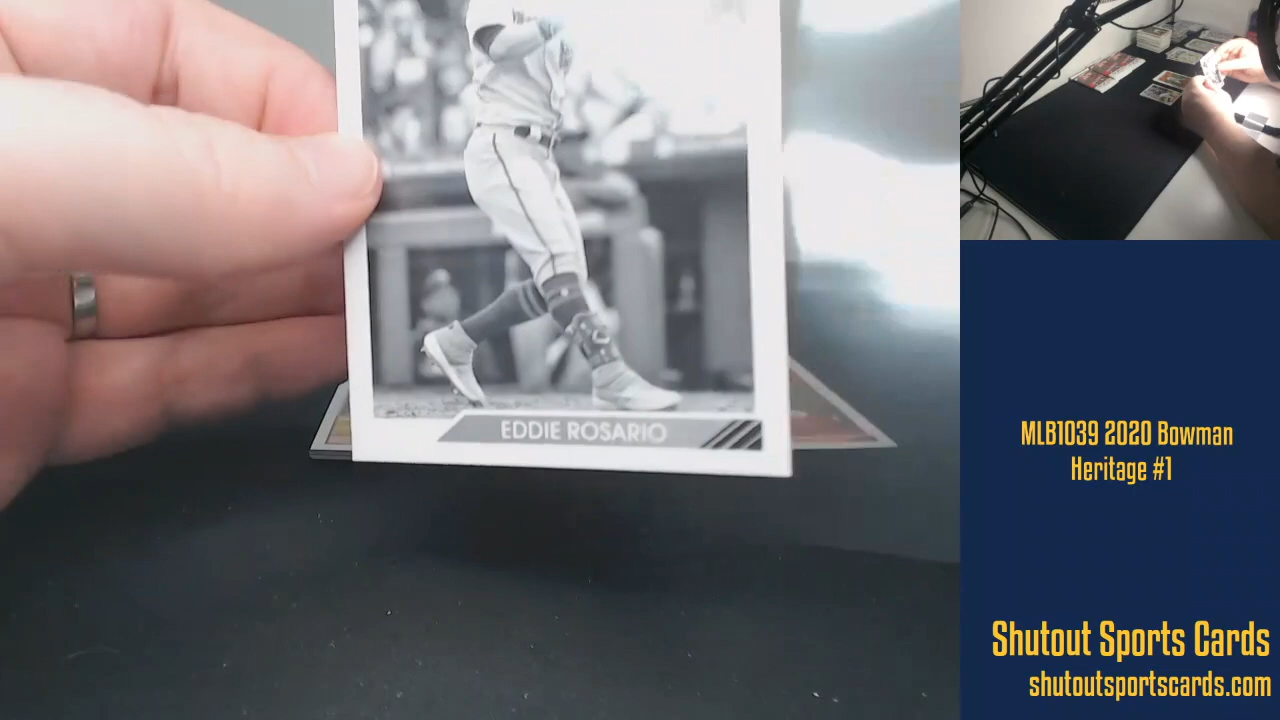 EDDIE ROSARIO
MLB1039 2020 Bowman
Heritage #1
Shutout Sports Cards
shutoutsportscards.com